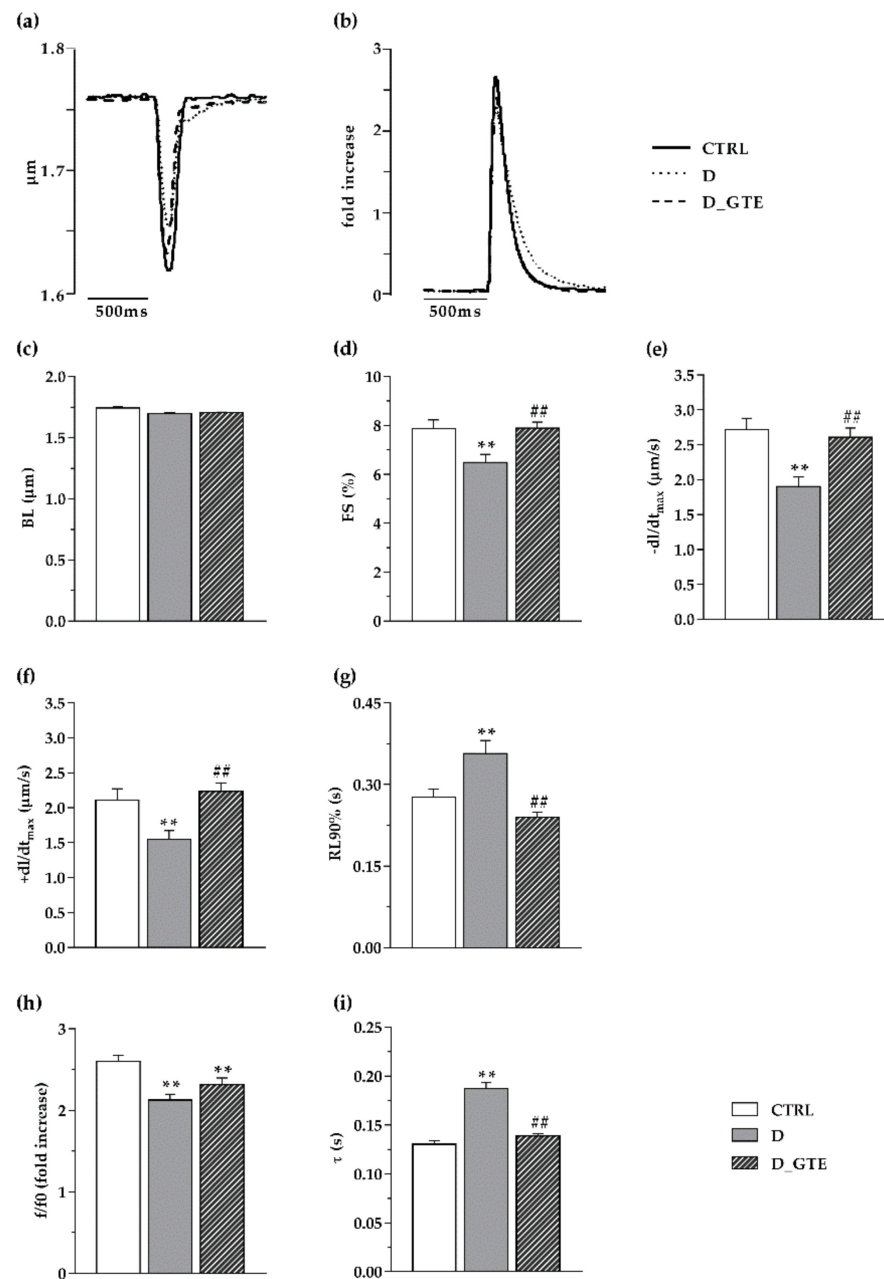 (a)
1.8
1.7
1.6
μm
500ms
(b)
3
2
1
0
fold increase
500ms
CTRL
D
D_GTE
(c)
2.0
1.5
1.0
0.5
0.0
BL (μm)
(d)
10
8
6
4
2
0
FS (%)
**
##
(e)
3.5
3.0
2.5
2.0
1.5
1.0
0.5
0.0
-dl/dtmax (μm/s)
**
##
(f)
3.5
3.0
2.5
2.0
1.5
1.0
0.5
0.0
+dl/dtmax (μm/s)
**
##
(g)
0.45
0.30
0.15
0.00
RL90% (s)
**
##
(h)
3
2
1
0
f/f0 (fold increase)
**
**
(i)
0.25
0.20
0.15
0.10
0.05
0.00
τ (s)
**
##
CTRL
D
D_GTE